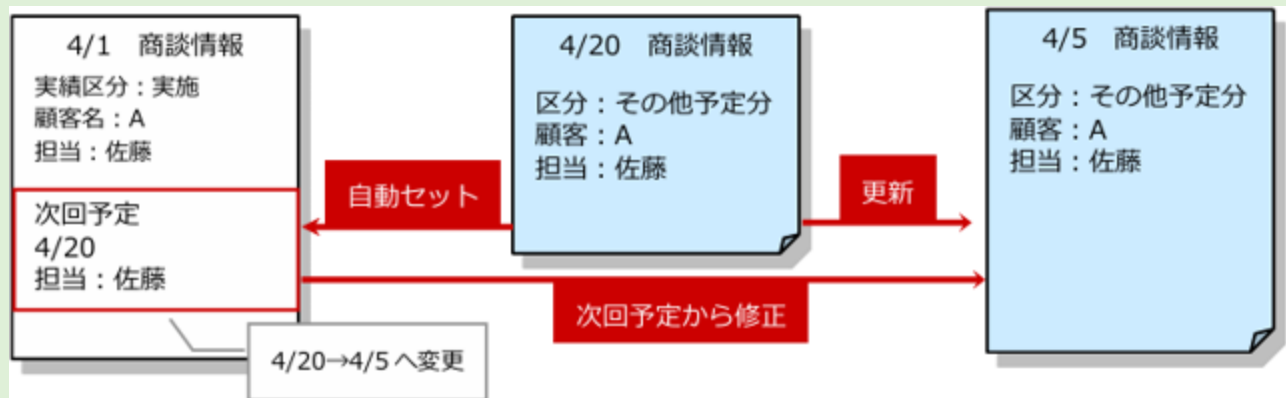 4/1　商談情報
実績区分：実施
顧客名：A
担当：佐藤
次回予定
4/20
担当：佐藤
4/20→4/5 へ変更
自動セット
4/20　商談情報
区分：その他予定分
顧客：A
担当：佐藤
更新
次回予定から修正
4/5　商談情報
区分：その他予定分
顧客：A
担当：佐藤